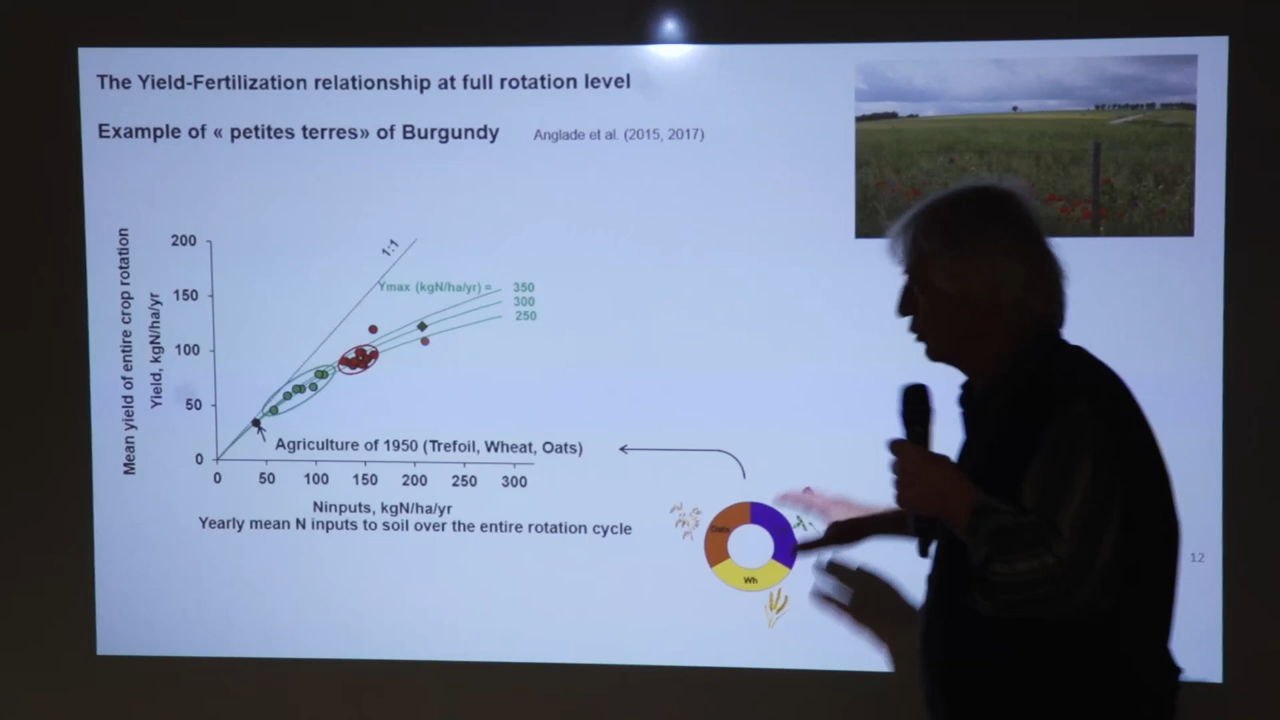 The Yield-Fertilization relationship at full rotation level
Example of « petites terres» of Burgundy
Anglade et al. (2015, 2017)
Mean yield of entire crop rotation
Yield, kgN/ha/yr
200
150
100
50
0
1:1
Ymax (kgN/ha/yr) =
350
300
250
Agriculture of 1950 (Trefoil, Wheat, Oats)
0 50 100 150 200 250 300
Ninputs, kgN/ha/yr
Yearly mean N inputs to soil over the entire rotation cycle
Oats
Wh
12